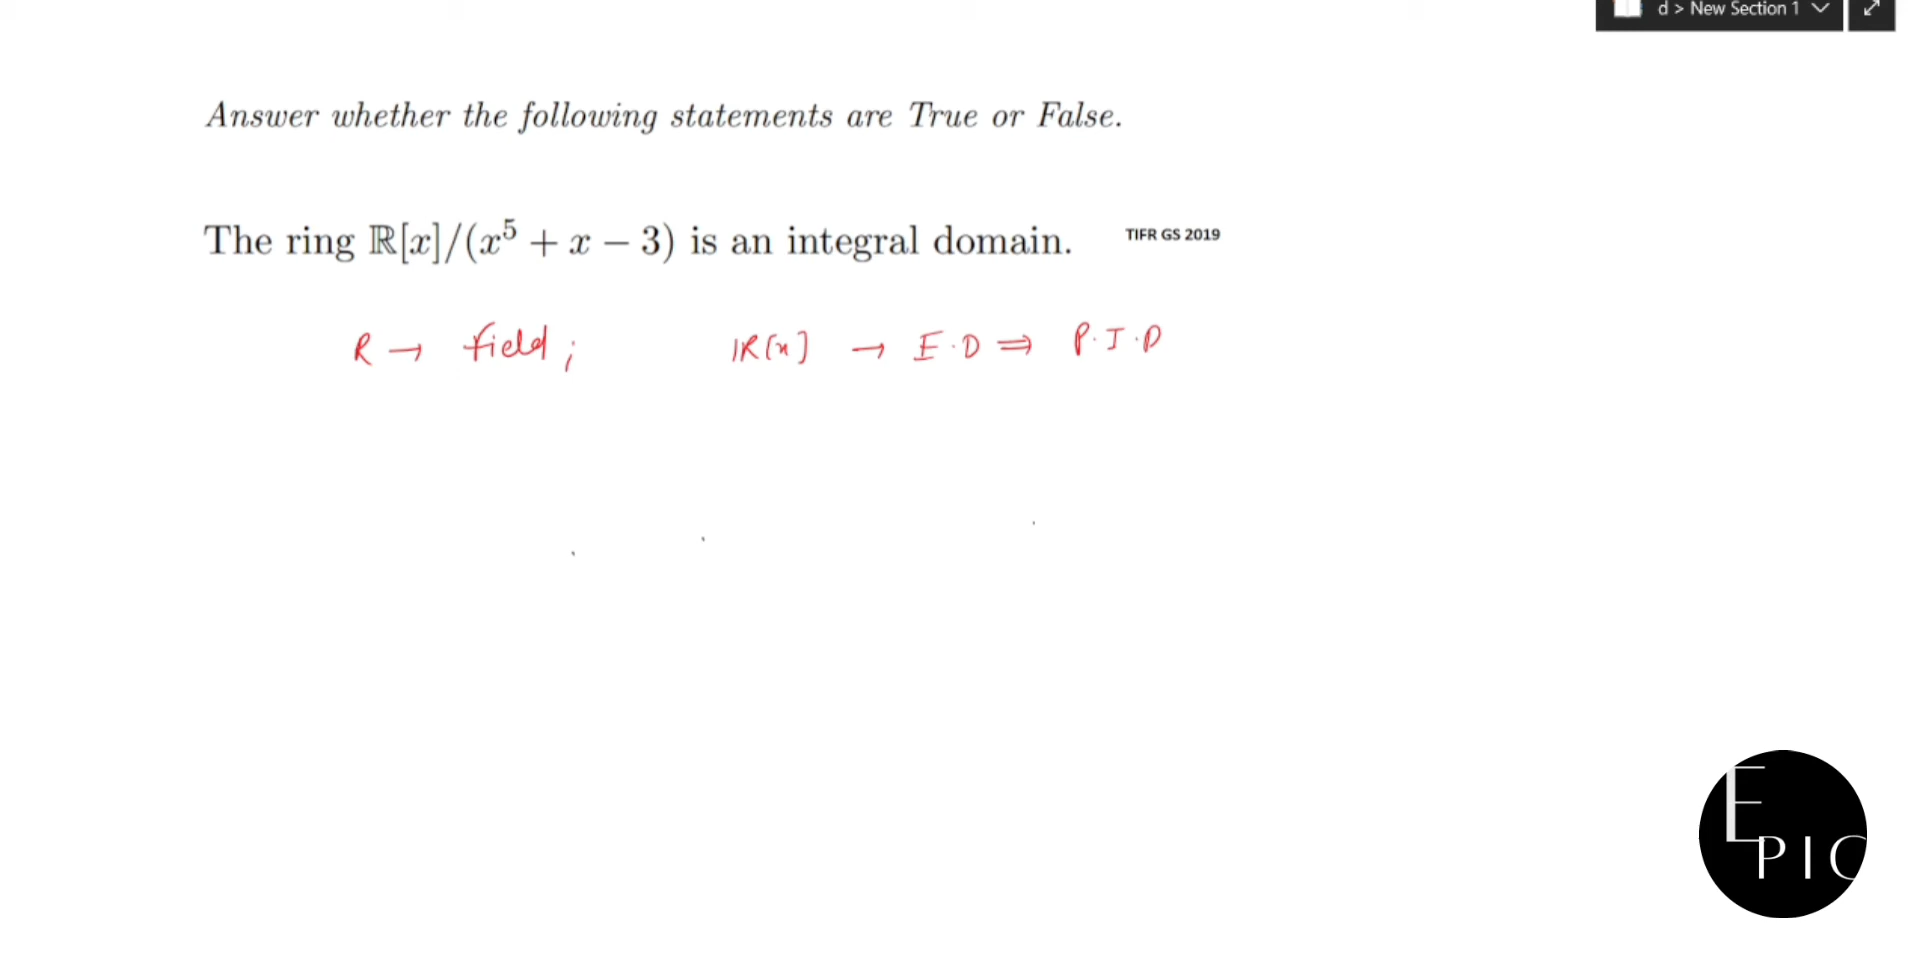 d > New Section 1
Answer whether the following statements are True or False.
The ring ℝ[x]/(x⁵ + x − 3) is an integral domain. TIFR GS 2019
R → field ; IR[x] → E.D ⇒ P.I.D
E
PIC